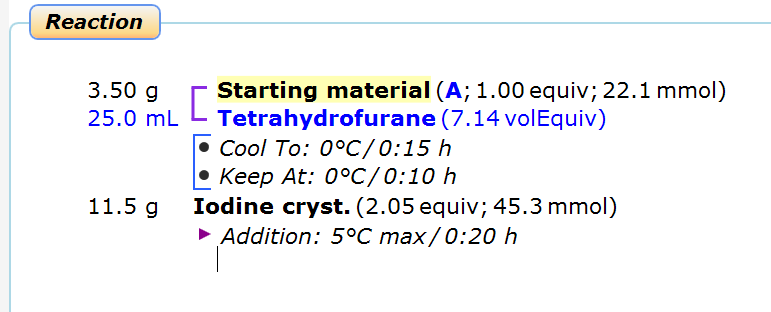 Reaction
3.50 g Starting material (A; 1.00 equiv; 22.1 mmol)
25.0 mL Tetrahydrofurane (7.14 volEquiv)
• Cool To: 0°C / 0:15 h
• Keep At: 0°C / 0:10 h
11.5 g Iodine cryst. (2.05 equiv; 45.3 mmol)
Addition: 5°C max / 0:20 h